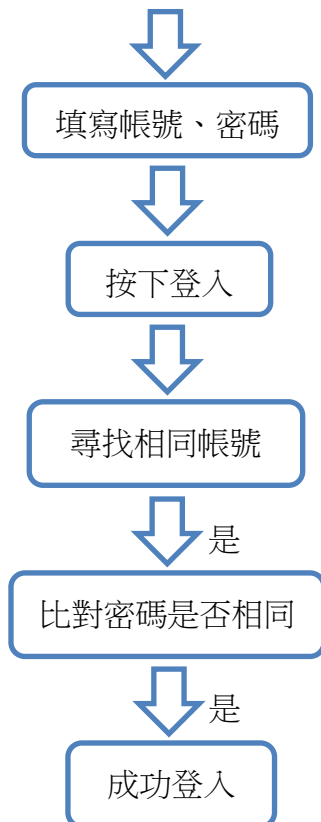 填寫帳號、密碼
按下登入
尋找相同帳號
是
比對密碼是否相同
是
成功登入